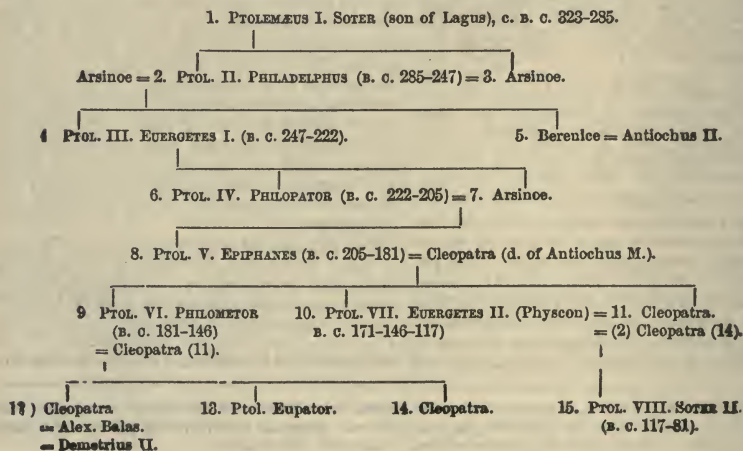 1. PTOLEMÆUS I. SOTER (son of Lagus), c. B. C. 323–285.
Arsinoe = 2. PTOL. II. PHILADELPHUS (B. C. 285–247) = 3. Arsinoe.
4 PTOL. III. EUERGETES I. (B. C. 247–222). 5. Berenice = Antiochus II.
6. PTOL. IV. PHILOPATOR (B. C. 222–205) = 7. Arsinoe.
8. PTOL. V. EPIPHANES (B. C. 205–181) = Cleopatra (d. of Antiochus M.).
9 PTOL. VI. PHILOMETOR 10. PTOL. VII. EUERGETES II. (Physcon) = 11. Cleopatra.
(B. C. 181–146) B. C. 171–146–117) = (2) Cleopatra (14).
= Cleopatra (11).
) Cleopatra 13. Ptol. Eupator. 14. Cleopatra. 15. PTOL. VIII. SOTER II.
= Alex. Balas. (B. C. 117–81).
= Demetrius II.